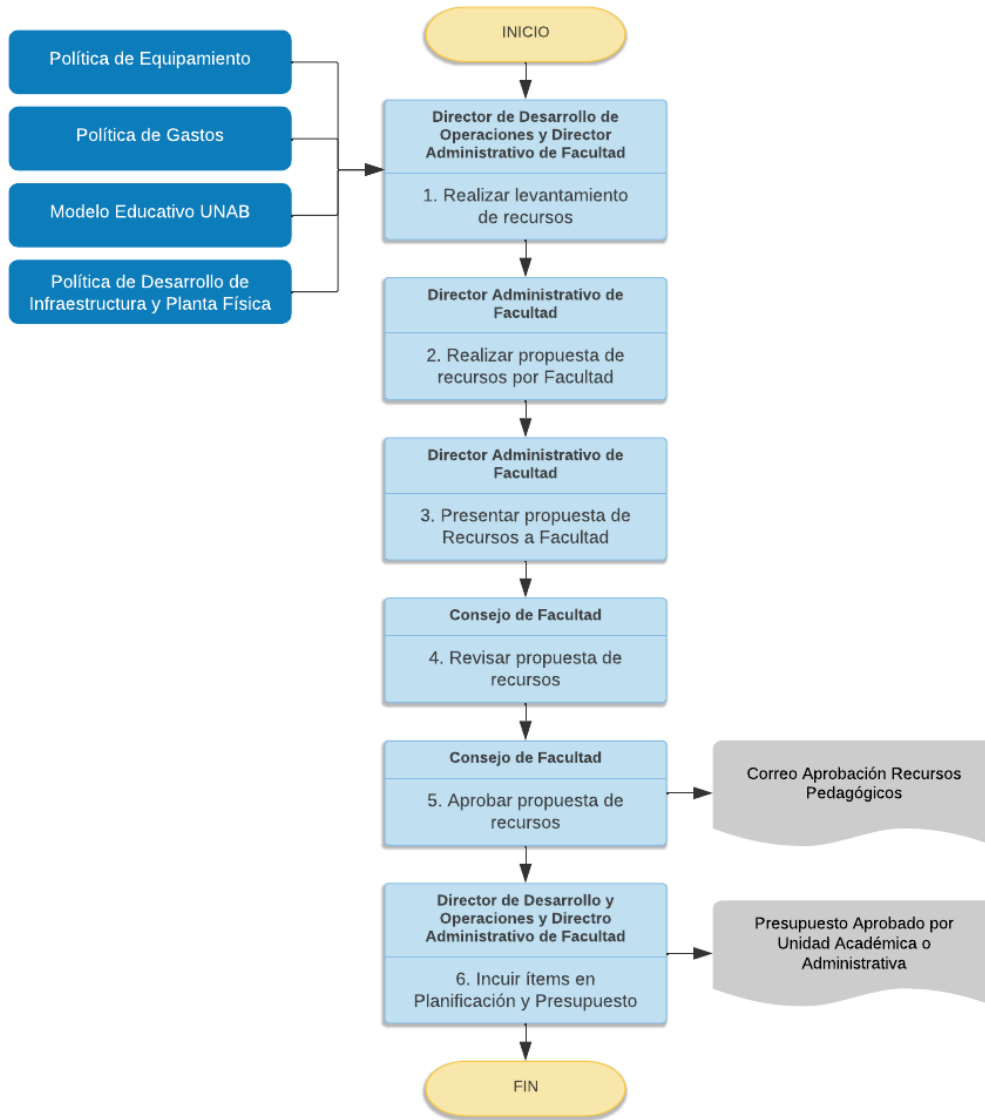 INICIO
Política de Equipamiento
Política de Gastos
Modelo Educativo UNAB
Política de Desarrollo de
Infraestructura y Planta Física
Director de Desarrollo de
Operaciones y Director
Administrativo de Facultad
1. Realizar levantamiento
de recursos
Director Administrativo de
Facultad
2. Realizar propuesta de
recursos por Facultad
Director Administrativo de
Facultad
3. Presentar propuesta de
Recursos a Facultad
Consejo de Facultad
4. Revisar propuesta de
recursos
Consejo de Facultad
5. Aprobar propuesta de
recursos
Correo Aprobación Recursos
Pedagógicos
Director de Desarrollo y
Operaciones y Directro
Administrativo de Facultad
6. Incuir ítems en
Planificación y Presupuesto
Presupuesto Aprobado por
Unidad Académica o
Administrativa
FIN